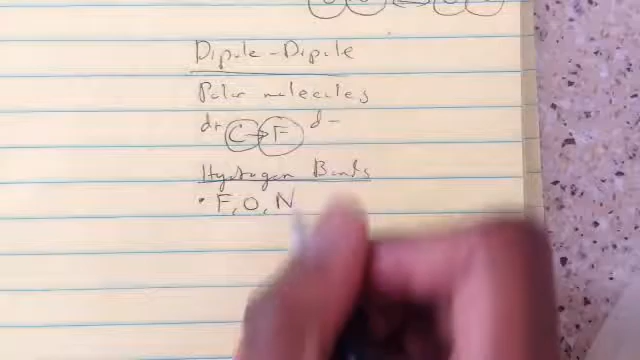 Dipole-Dipole
Polar molecules
d+ C→F d-
Hydrogen Bonds
• F, O, N